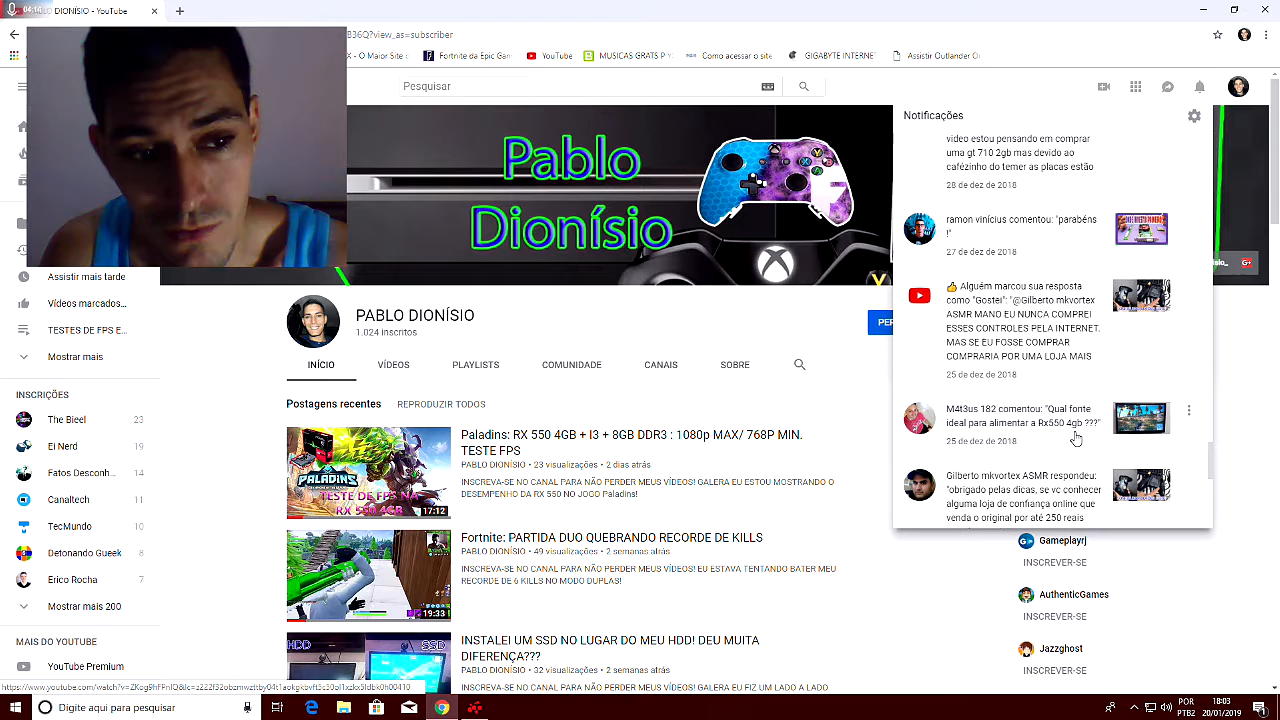 04:10
DIONÍSIO - YouTube
B36Q?view_as=subscriber
X - O Maior Site
Fortnite da Epic Gam
YouTube
MUSICAS GRATS P
Como acessar o site
GIGABYTE INTERNET
Assistir Outlander O
Pesquisar
Pablo
Dionísio
Notificações
video estou pensando em comprar
uma gt 710 2gb mas devido ao
cafézinho do temer as placas estão
28 de dez de 2018
ramon vinícius comentou: "parabéns
!"
27 de dez de 2018
👍 Alguém marcou sua resposta
como "Gostei": "@Gilberto mkvortex
ASMR MANO EU NUNCA COMPREI
ESSES CONTROLES PELA INTERNET.
MAS SE EU FOSSE COMPRAR
COMPRARIA POR UMA LOJA MAIS
25 de dez de 2018
M4t3us 182 comentou: "Qual fonte
ideal para alimentar a Rx550 4gb ???"
25 de dez de 2018
Gilberto mkvortex ASMR respondeu:
"obrigado pelas dicas, se vc conhecer
alguma loja de confiança online que
venda o original por até 250 reais
Assistir mais tarde
Vídeos marcados...
TESTES DE FPS E...
Mostrar mais
INSCRIÇÕES
The Bieel 23
Ei Nerd 19
Fatos Desconh... 14
Canaltech 11
TecMundo 10
Detonando Gueek 8
Erico Rocha 7
Mostrar mais 200
MAIS DO YOUTUBE
YouTube Premium
PABLO DIONÍSIO
1.024 inscritos
PER
INÍCIO VÍDEOS PLAYLISTS COMUNIDADE CANAIS SOBRE
Postagens recentes REPRODUZIR TODOS
PALADINS
TESTE DE FPS NA
RX 550 4GB
17:12
Paladins: RX 550 4GB + I3 + 8GB DDR3 : 1080p MAX/ 768P MIN.
TESTE FPS
PABLO DIONÍSIO • 23 visualizações • 2 dias atrás
INSCREVA-SE NO CANAL PARA NÃO PERDER MEUS VÍDEOS! GALERA EU ESTOU MOSTRANDO O
DESEMPENHO DA RX 550 NO JOGO Paladins!
19:33
Fortnite: PARTIDA DUO QUEBRANDO RECORDE DE KILLS
PABLO DIONÍSIO • 49 visualizações • 2 semanas atrás
INSCREVA-SE NO CANAL PARA NÃO PERDER MEUS VÍDEOS! EU ESTAVA TENTANDO BATER MEU
RECORDE DE 6 KILLS NO MODO DUPLAS!
HDD SSD
INSTALEI UM SSD NO LUGAR DO MEU HDD! DEU MUITA
DIFERENÇA???
PABLO DIONÍSIO • 32 visualizações • 2 semanas atrás
INSCREVA-SE NO CANAL PARA NÃO PERDER MEUS VÍDEOS! GALERA EU FIZ UM LADO A LADO
Gameplayrj
INSCREVER-SE
AuthenticGames
INSCREVER-SE
Jazzghost
INSCREVER-SE
Digite aqui para pesquisar
POR
PTB2
18:03
20/01/2019